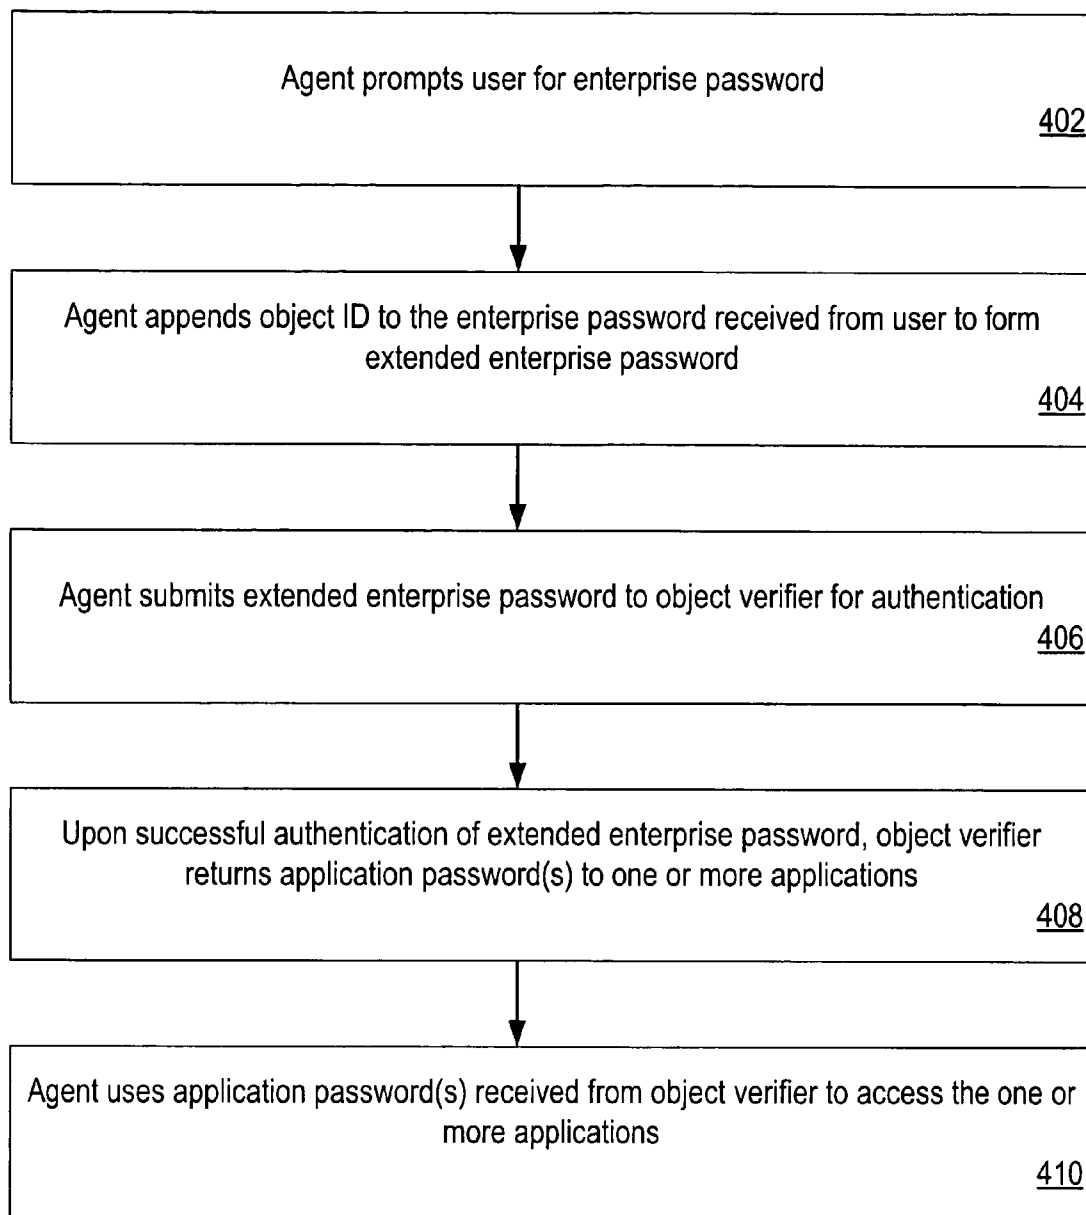 Agent prompts user for enterprise password
402
Agent appends object ID to the enterprise password received from user to form
extended enterprise password
404
Agent submits extended enterprise password to object verifier for authentication
406
Upon successful authentication of extended enterprise password, object verifier
returns application password(s) to one or more applications
408
Agent uses application password(s) received from object verifier to access the one or
more applications
410